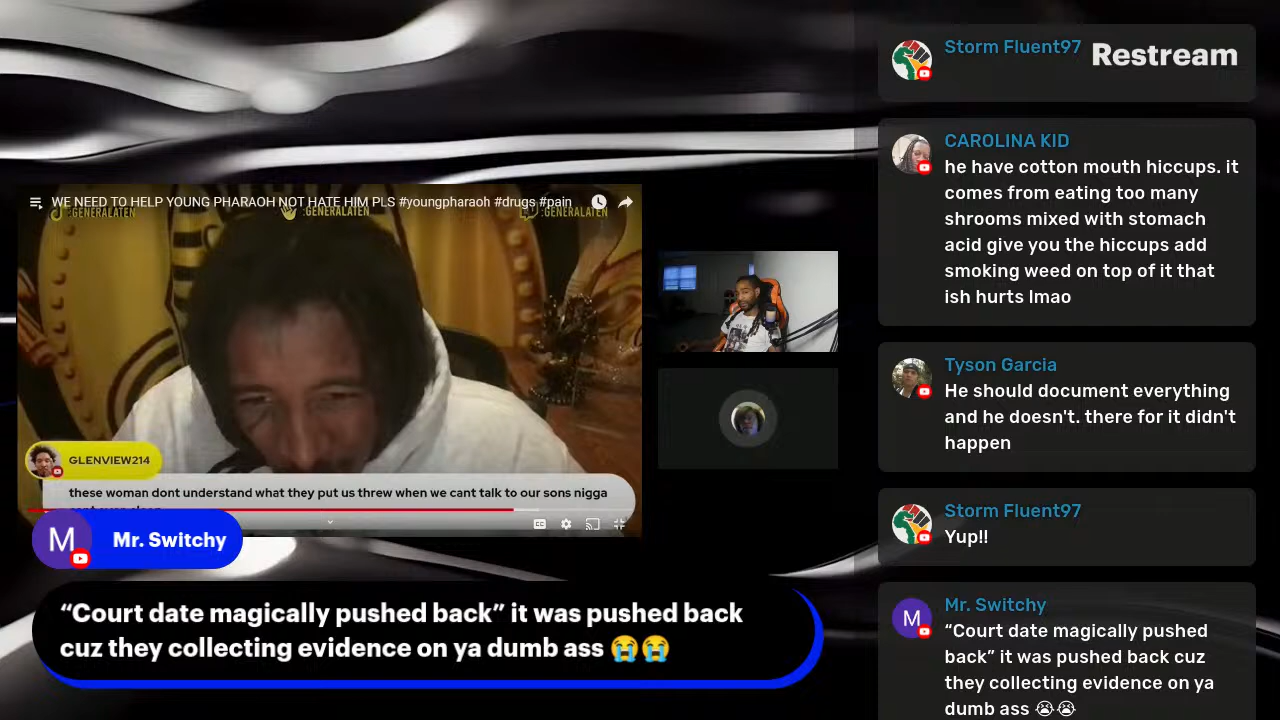 WE NEED TO HELP YOUNG PHARAOH NOT HATE HIM PLS #youngpharaoh #drugs #pain
:GENERALATEN
:GENERALATEN
:GENERALATEN
GLENVIEW214
these woman dont understand what they put us threw when we cant talk to our sons nigga
M
Mr. Switchy
“Court date magically pushed back” it was pushed back
cuz they collecting evidence on ya dumb ass 😭😭
Restream
Storm Fluent97
CAROLINA KID
he have cotton mouth hiccups. it
comes from eating too many
shrooms mixed with stomach
acid give you the hiccups add
smoking weed on top of it that
ish hurts lmao
Tyson Garcia
He should document everything
and he doesn't. there for it didn't
happen
Storm Fluent97
Yup!!
M
Mr. Switchy
“Court date magically pushed
back” it was pushed back cuz
they collecting evidence on ya
dumb ass 😭😭